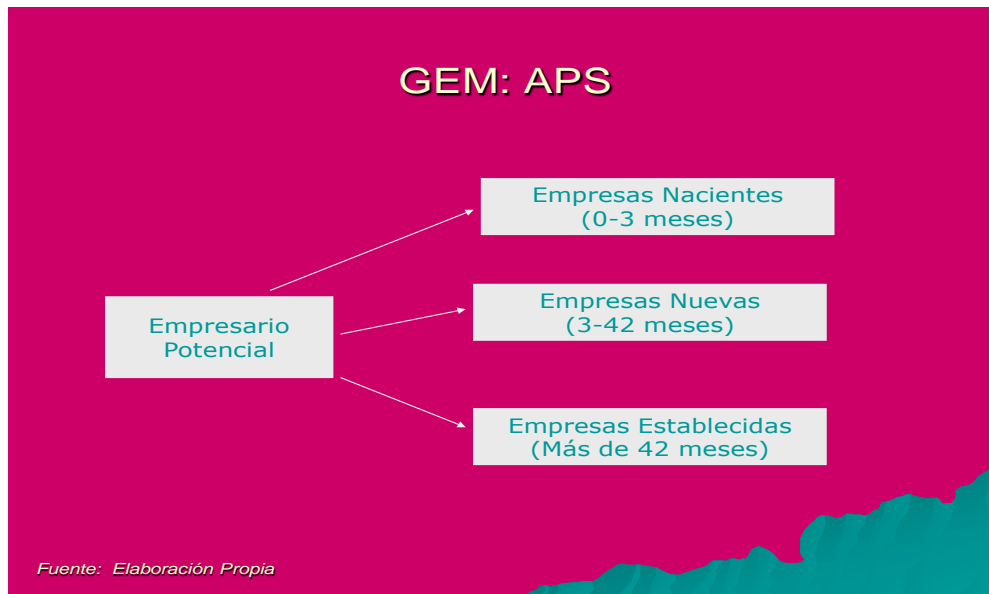 GEM: APS
Empresas Nacientes
(0-3 meses)
Empresario
Potencial
Empresas Nuevas
(3-42 meses)
Empresas Establecidas
(Más de 42 meses)
Fuente: Elaboración Propia